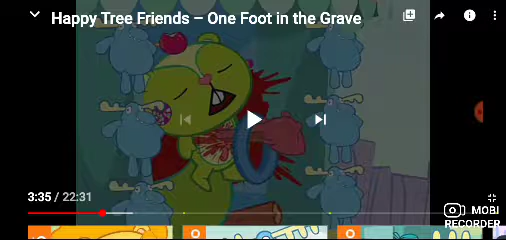 Happy Tree Friends – One Foot in the Grave
3:35 / 22:31
MOBI
RECORDER